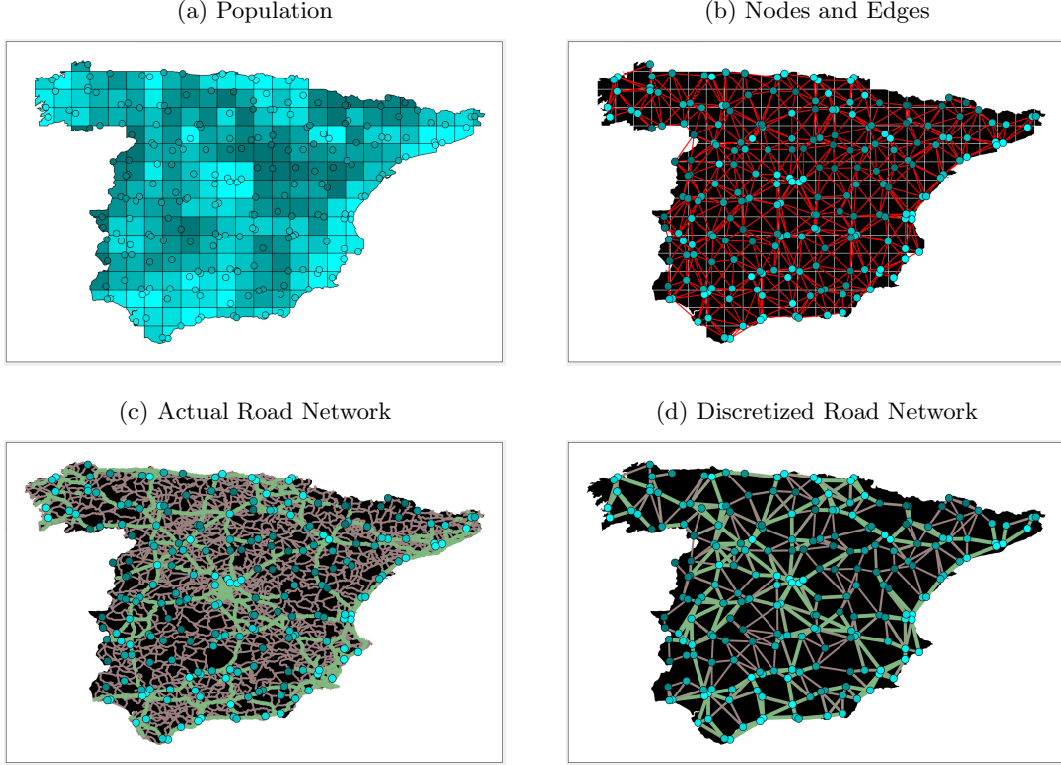 (a) Population
(b) Nodes and Edges
(c) Actual Road Network
(d) Discretized Road Network